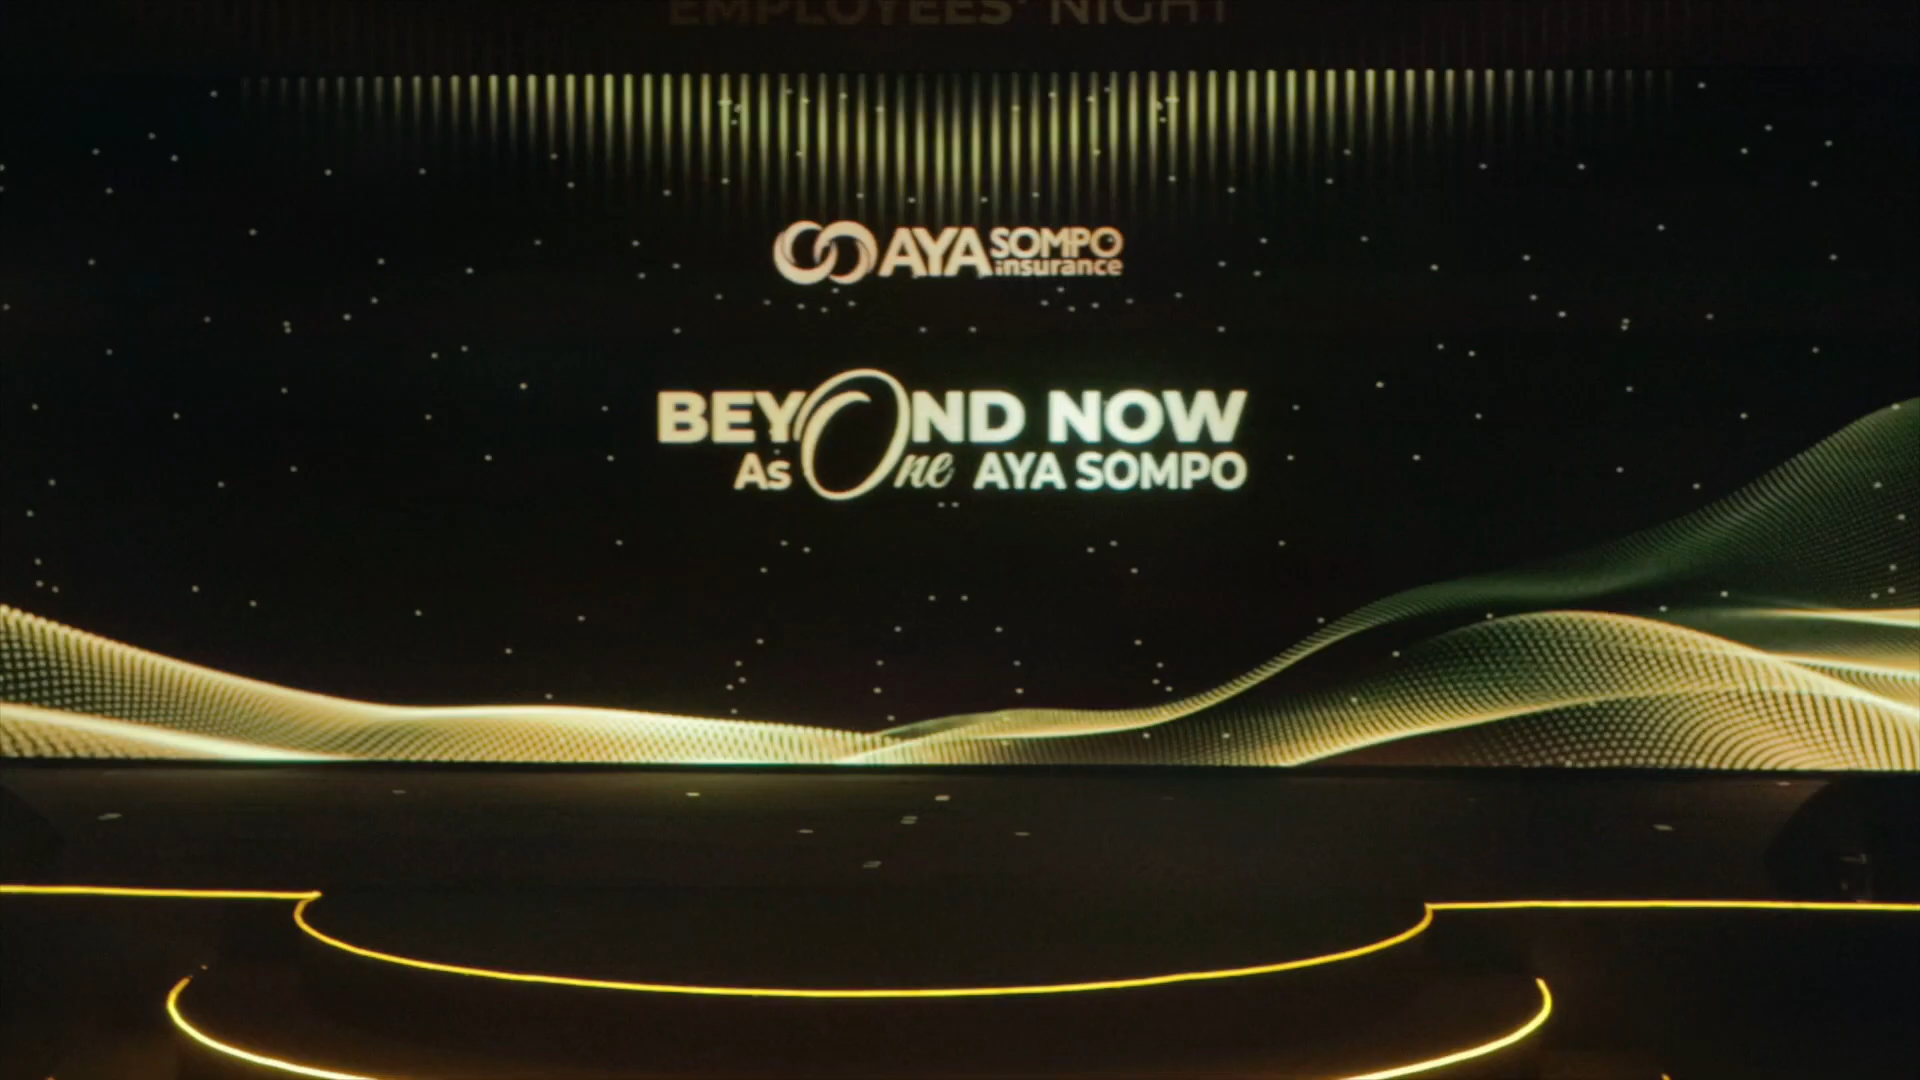 EMPLOYEES' NIGHT
AYA SOMPO insurance
BEYOND NOW
As One AYA SOMPO